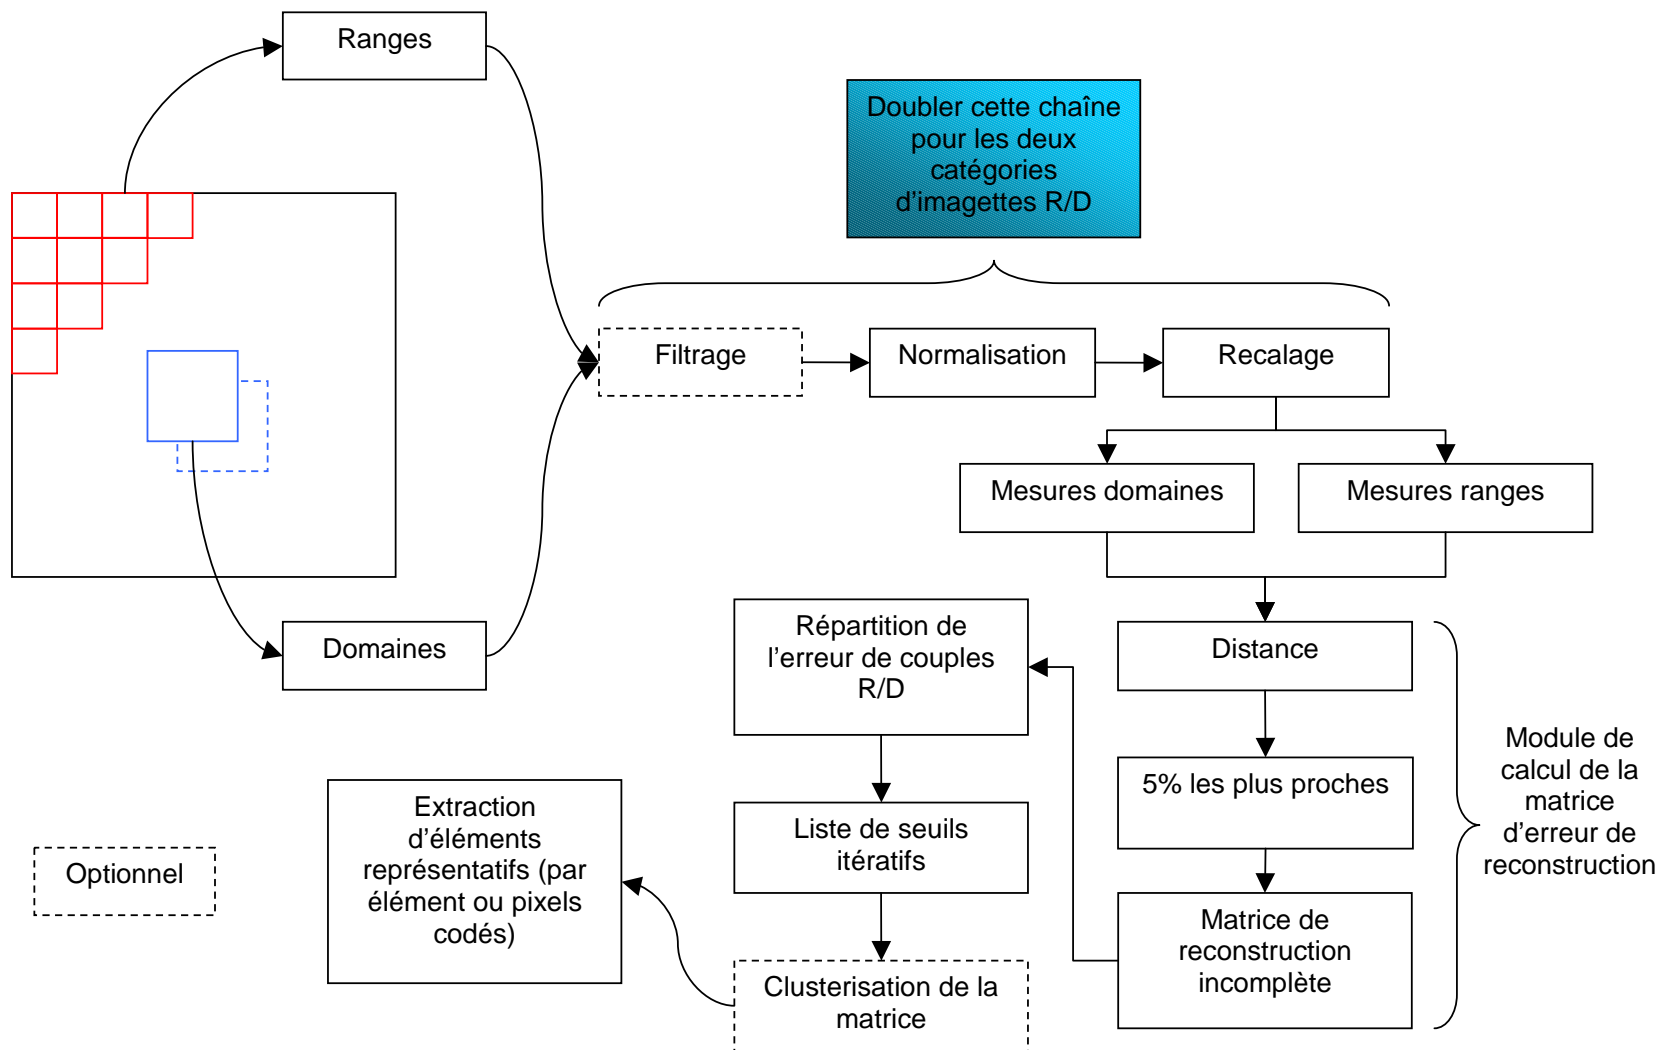 Ranges
Doubler cette chaîne
pour les deux
catégories
d'imagettes R/D
Filtrage
Normalisation
Recalage
Mesures domaines
Mesures ranges
Domaines
Répartition de
l'erreur de couples
R/D
Distance
Module de
calcul de la
matrice
d'erreur de
reconstruction
5% les plus proches
Liste de seuils
itératifs
Extraction
d'éléments
représentatifs (par
élément ou pixels
codés)
Optionnel
Matrice de
reconstruction
incomplète
Clusterisation de la
matrice